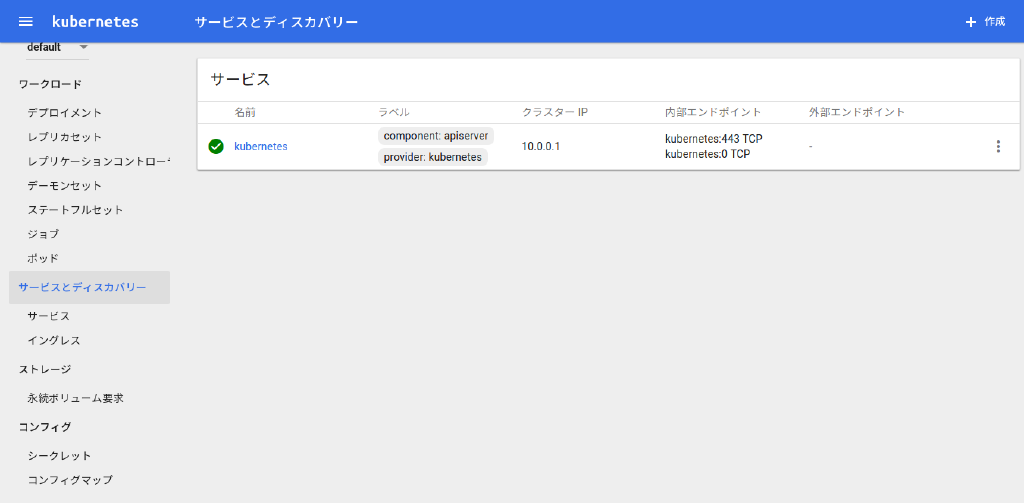 kubernetes サービスとディスカバリー + 作成
default
ワークロード
デプロイメント
レプリカセット
レプリケーションコントロー
デーモンセット
ステートフルセット
ジョブ
ポッド
サービスとディスカバリー
サービス
イングレス
ストレージ
永続ボリューム要求
コンフィグ
シークレット
コンフィグマップ
サービス
名前 ラベル クラスター IP 内部エンドポイント 外部エンドポイント
kubernetes component: apiserver 10.0.0.1 kubernetes:443 TCP -
provider: kubernetes kubernetes:0 TCP